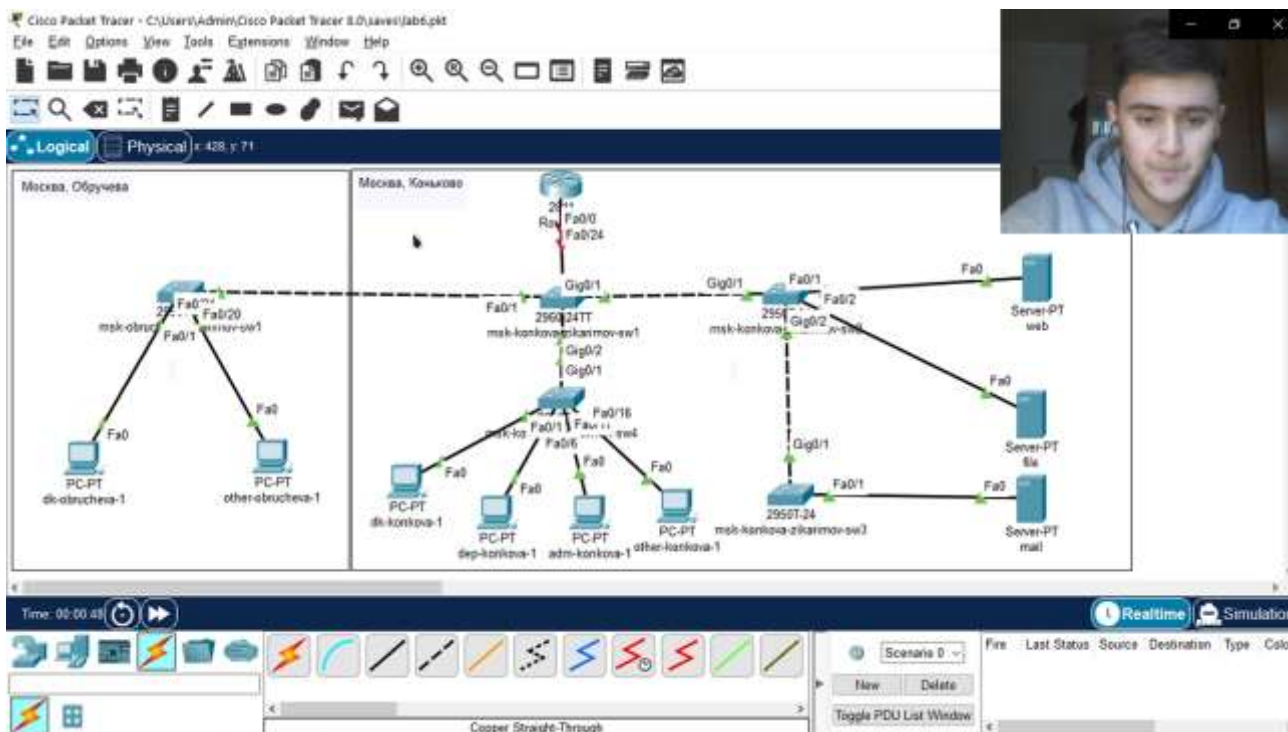 Cisco Packet Tracer - C:\Users\Admin\Cisco Packet Tracer 8.0\saves\lab6.pkt
File Edit Options View Tools Extensions Window Help
Logical Physical x: 428, y: 71
Москва, Обручева
Москва, Коньково
Fa0/0
Fa0/24
Gig0/1
Fa0/1
2960-24TT
msk-konkova-zikarimov-sw1
Gig0/2
Gig0/1
Gig0/1
Fa0/1
Fa0/2
Gig0/2
Fa0
Server-PT
web
Fa0/20
Fa0/1
Fa0
Fa0
PC-PT
dk-obrucheva-1
PC-PT
other-obrucheva-1
Fa0/16
Fa0/1
Fa0/6
sw4
Fa0
Fa0
Fa0
Fa0
PC-PT
dk-konkova-1
PC-PT
dep-konkova-1
PC-PT
adm-konkova-1
PC-PT
other-konkova-1
Gig0/1
Fa0/1
2950T-24
msk-konkova-zikarimov-sw3
Fa0
Server-PT
file
Fa0
Server-PT
mail
Time: 00:00:48
Realtime Simulation
Scenario 0
New Delete
Toggle PDU List Window
Fire Last Status Source Destination Type
Copper Straight-Through